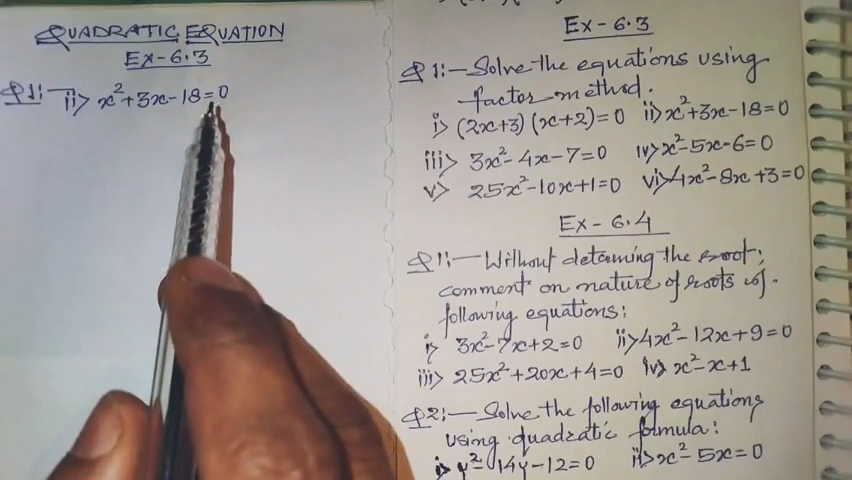 QUADRATIC EQUATION
Ex-6.3
Q1:- ii> x²+3x-18=0
Ex-6.3
Q1:- Solve the equations using
factor method.
i> (2x+3)(x+2)=0 ii> x²+3x-18=0
iii> 3x²-4x-7=0 iv> x²-5x-6=0
v> 25x²-10x+1=0 vi> 4x²-8x+3=0
Ex-6.4
Q1:- Without deterning the root,
comment on nature of roots of
following equations:
i> 3x²-7x+2=0 ii> 4x²-12x+9=0
iii> 25x²+20x+4=0 iv> x²-x+1
Q2:- Solve the following equations
using quadratic formula:
i> y²-14y-12=0 ii> x²-5x=0